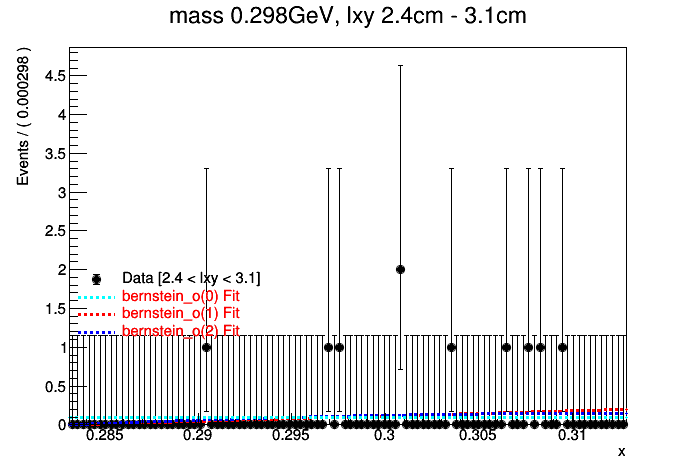 mass 0.298GeV, lxy 2.4cm - 3.1cm
Events / ( 0.000298 )
4.5
4
3.5
3
2.5
2
1.5
1
0.5
0
Data [2.4 < lxy < 3.1]
bernstein_o(0) Fit
bernstein_o(1) Fit
bernstein_o(2) Fit
0.285 0.29 0.295 0.3 0.305 0.31
x